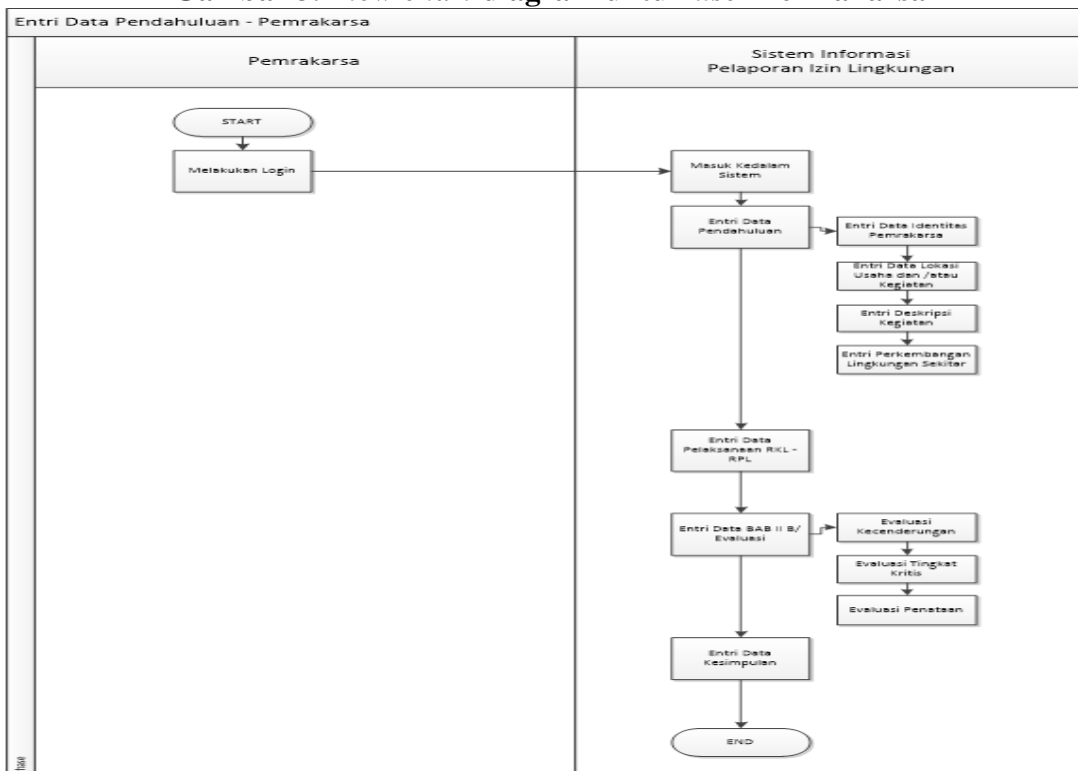 Entri Data Pendahuluan - Pemrakarsa
Pemrakarsa
Sistem Informasi
Pelaporan Izin Lingkungan
START
Melakukan Login
Masuk Kedalam
Sistem
Entri Data
Pendahuluan
Entri Data Identitas
Pemrakarsa
Entri Data Lokasi
Usaha dan /atau
Kegiatan
Entri Deskripsi
Kegiatan
Entri Perkembangan
Lingkungan Sekitar
Entri Data
Pelaksanaan RKL -
RPL
Entri Data BAB II B/
Evaluasi
Evaluasi
Kecenderungan
Evaluasi Tingkat
Kritis
Evaluasi Penataan
Entri Data
Kesimpulan
END